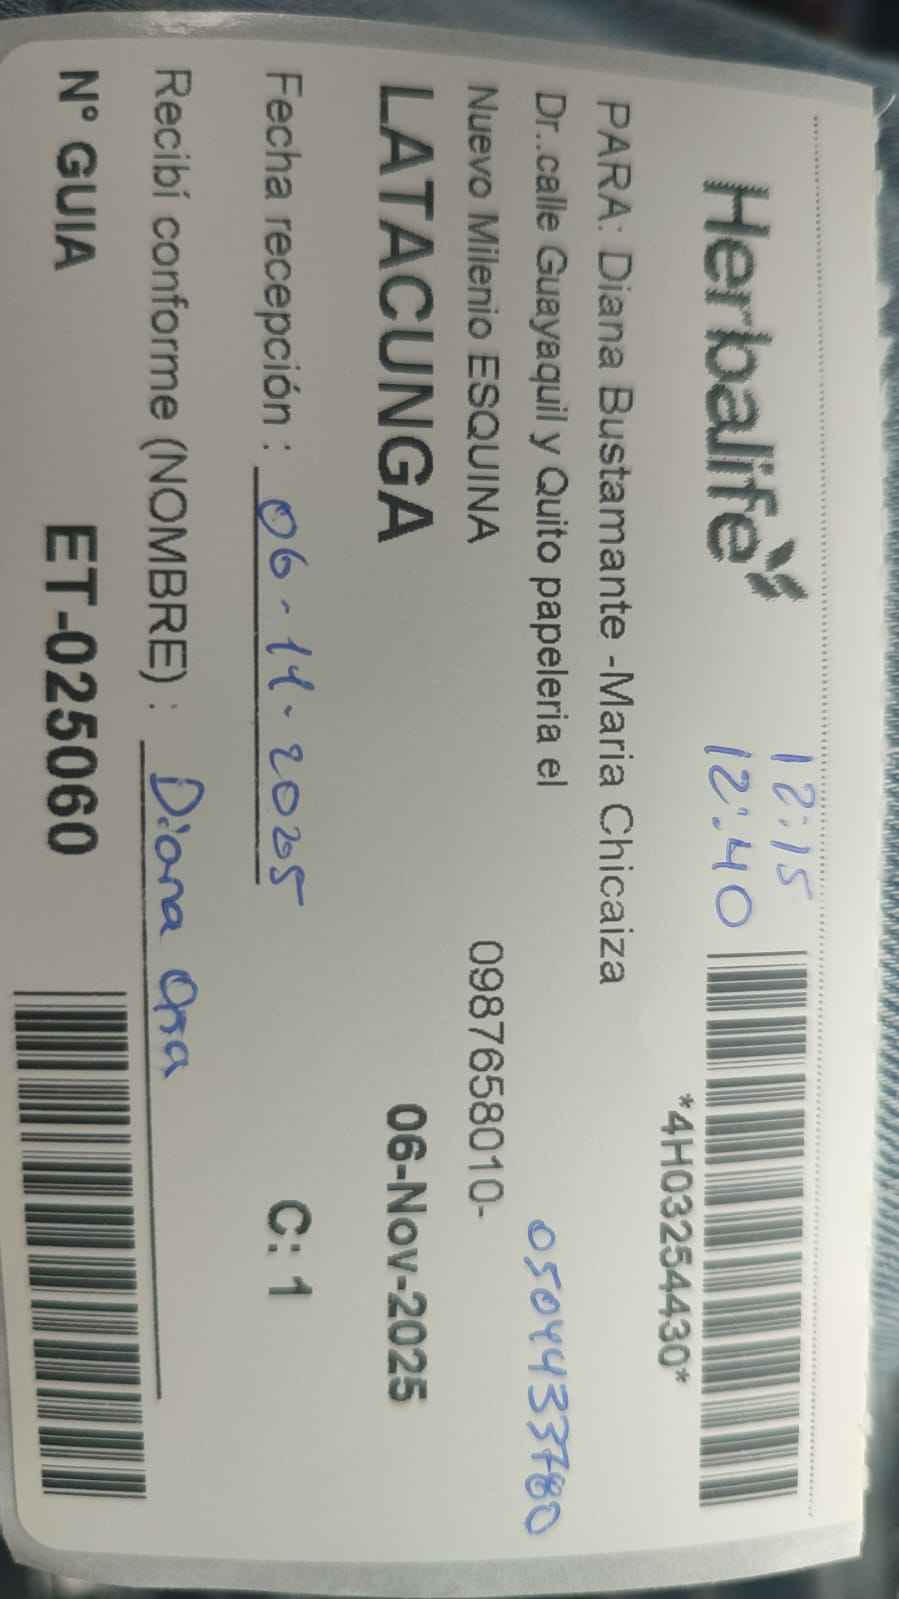 12:15
Herbalife 12:40
*4H03254430*
PARA: Diana Bustamante -Maria Chicaiza
Dr..calle Guayaquil y Quito papeleria el
0504433780
Nuevo Milenio ESQUINA 0987658010-
LATACUNGA 06-Nov-2025
Fecha recepción : 06-11-2025 C: 1
Recibí conforme (NOMBRE) : Diana
N° GUIA ET-025060